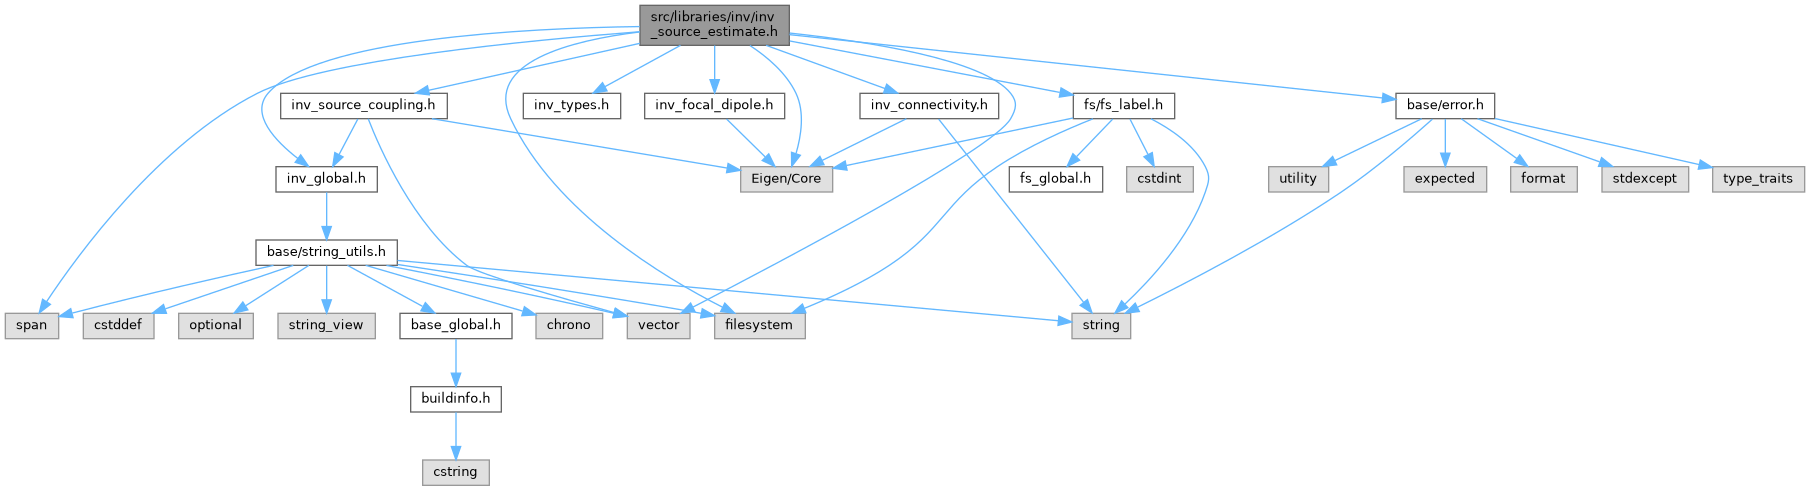 src/libraries/inv/inv
_source_estimate.h
inv_source_coupling.h
inv_types.h
inv_focal_dipole.h
inv_connectivity.h
fs/fs_label.h
base/error.h
inv_global.h
Eigen/Core
fs_global.h
cstdint
utility
expected
format
stdexcept
type_traits
base/string_utils.h
span
cstddef
optional
string_view
base_global.h
chrono
vector
filesystem
string
buildinfo.h
cstring